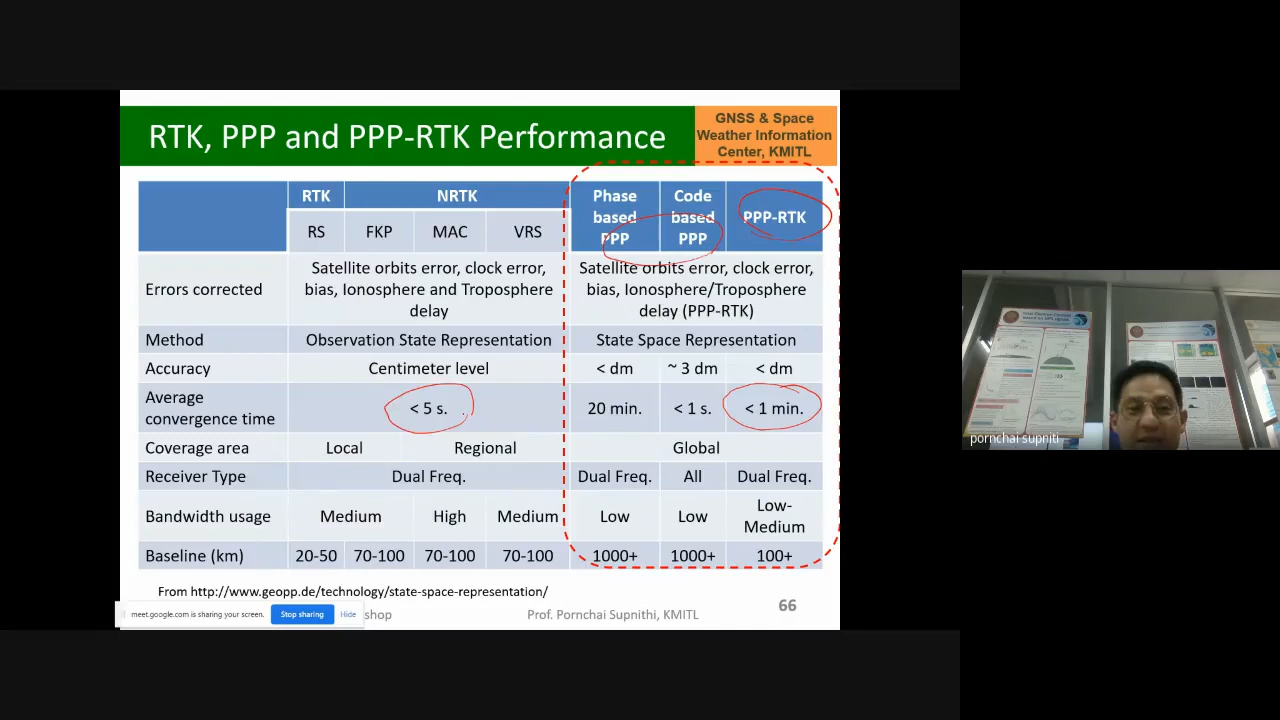 RTK, PPP and PPP-RTK Performance
GNSS & Space
Weather Information
Center, KMITL
RTK NRTK Phase based PPP Code based PPP PPP-RTK
RS FKP MAC VRS
Errors corrected
Satellite orbits error, clock error,
bias, Ionosphere and Troposphere
delay
Satellite orbits error, clock error,
bias, Ionosphere/Troposphere
delay (PPP-RTK)
Method Observation State Representation State Space Representation
Accuracy Centimeter level < dm ~ 3 dm < dm
Average
convergence time
< 5 s. 20 min. < 1 s. < 1 min.
Coverage area Local Regional Global
Receiver Type Dual Freq. Dual Freq. All Dual Freq.
Bandwidth usage Medium High Medium Low Low Low-
Medium
Baseline (km) 20-50 70-100 70-100 70-100 1000+ 1000+ 100+
From http://www.geopp.de/technology/state-space-representation/
meet.google.com is sharing your screen. Stop sharing Hide
shop Prof. Pornchai Supnithi, KMITL 66
pornchai supniti